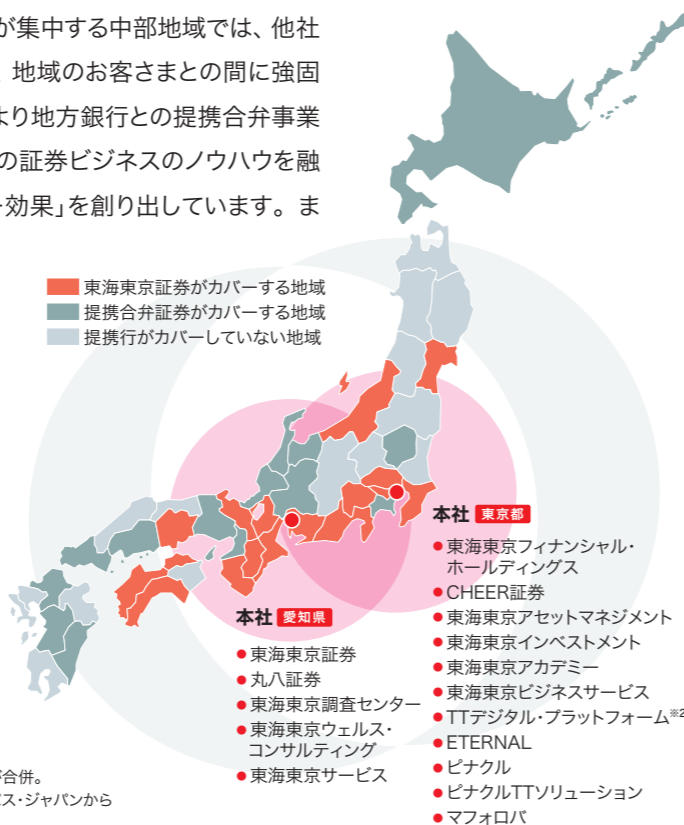 が集中する中部地域では、他社
地域のお客さまとの間に強固
より地方銀行との提携合弁事業
の証券ビジネスのノウハウを融
効果」を創り出しています。ま
東海東京証券がカバーする地域
提携合弁証券がカバーする地域
提携行がカバーしていない地域
本社 愛知県
● 東海東京証券
● 丸八証券
● 東海東京調査センター
● 東海東京ウェルス・
コンサルティング
● 東海東京サービス
本社 東京都
● 東海東京フィナンシャル・
ホールディングス
● CHEER証券
● 東海東京アセットマネジメント
● 東海東京インベストメント
● 東海東京アカデミー
● 東海東京ビジネスサービス
● TTデジタル・プラットフォーム※2
● ETERNAL
● ピナクル
● ピナクルTTソリューション
● マフォロバ
合併。
ス・ジャパンから